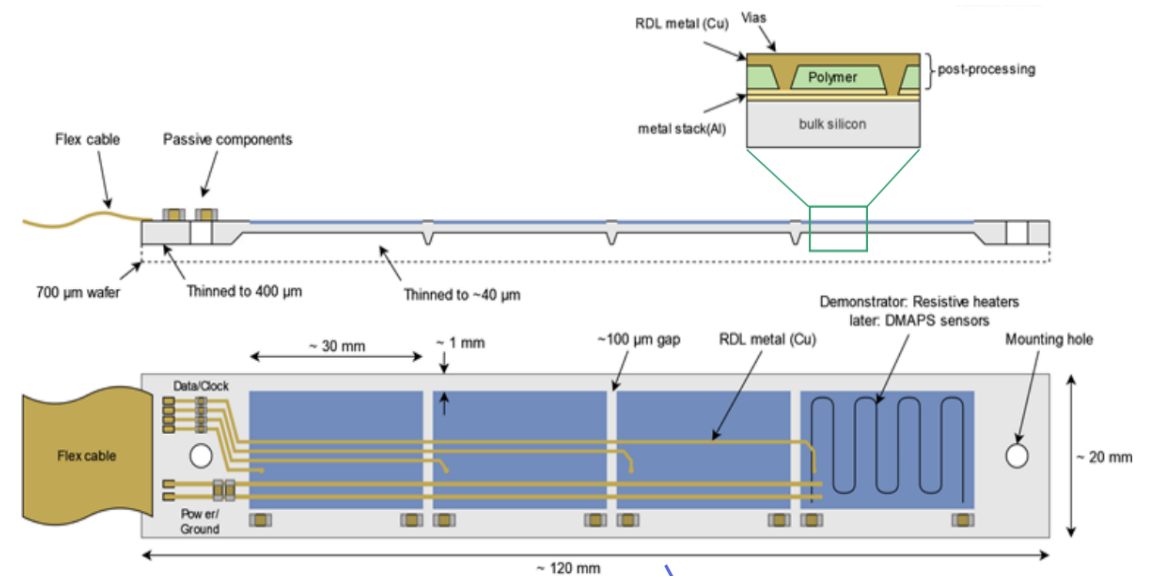 RDL metal (Cu)
Vias
Polymer
post-processing
metal stack(Al)
bulk silicon
Flex cable
Passive components
700 µm wafer
Thinned to 400 µm
Thinned to ~40 µm
Demonstrator: Resistive heaters
later: DMAPS sensors
~ 30 mm
~ 1 mm
~100 µm gap
RDL metal (Cu)
Mounting hole
Data/Clock
Flex cable
~ 20 mm
Power/
Ground
~ 120 mm